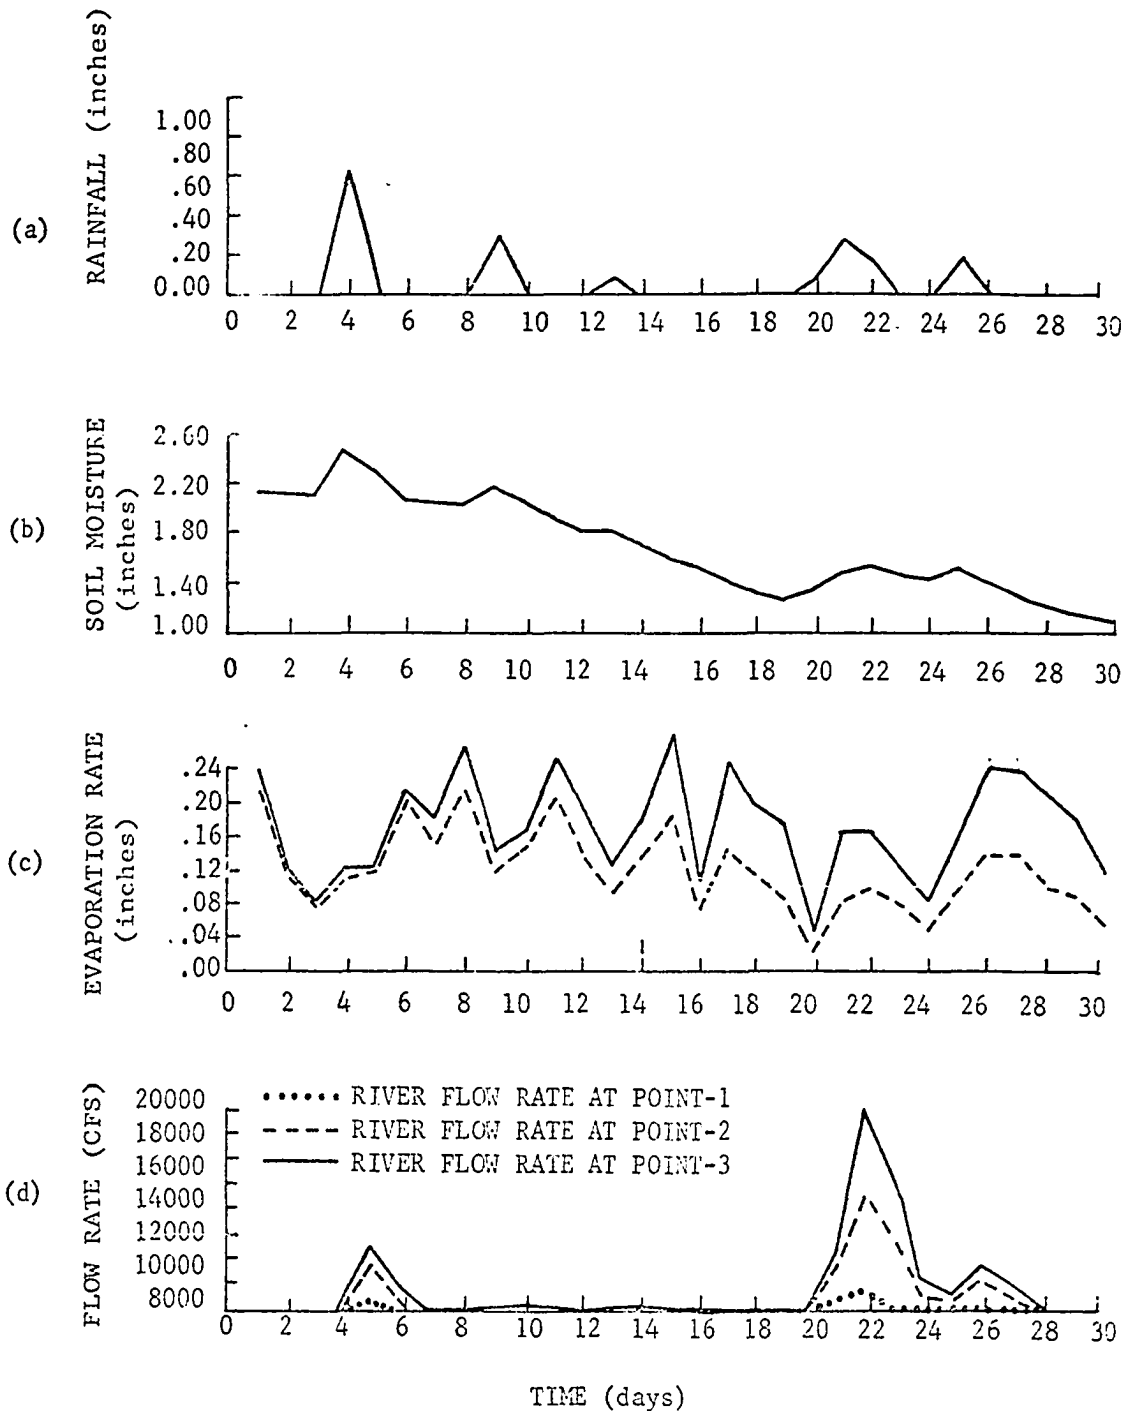 (a)
RAINFALL (inches)
1.00
.80
.60
.40
.20
0.00
0 2 4 6 8 10 12 14 16 18 20 22 24 26 28 30
(b)
SOIL MOISTURE
(inches)
2.60
2.20
1.80
1.40
1.00
0 2 4 6 8 10 12 14 16 18 20 22 24 26 28 30
(c)
EVAPORATION RATE
(inches)
.24
.20
.16
.12
.08
.04
.00
0 2 4 6 8 10 12 14 16 18 20 22 24 26 28 30
(d)
FLOW RATE (CFS)
20000
18000
16000
14000
12000
10000
8000
RIVER FLOW RATE AT POINT-1
RIVER FLOW RATE AT POINT-2
RIVER FLOW RATE AT POINT-3
0 2 4 6 8 10 12 14 16 18 20 22 24 26 28 30
TIME (days)